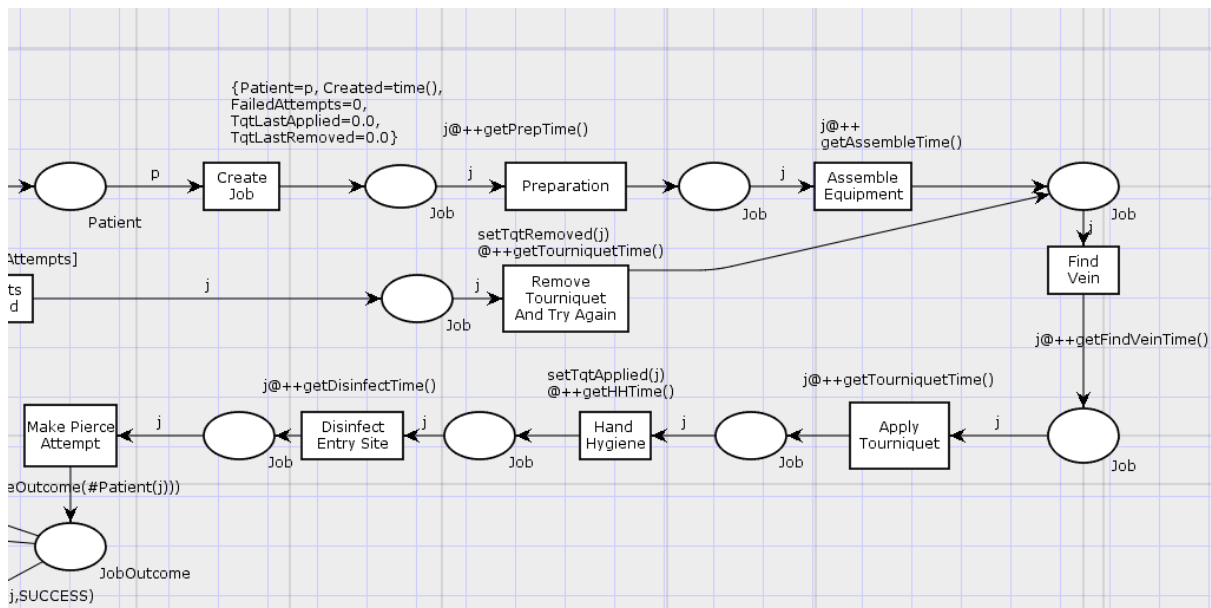 {Patient=p, Created=time(),
FailedAttempts=0,
TqtLastApplied=0.0,
TqtLastRemoved=0.0}
j@++getPrepTime()
j@++
getAssembleTime()
p
Create
Job
j
Preparation
j
Assemble
Equipment
Patient
Job
Job
Job
j
setTqtRemoved(j)
@++getTourniquetTime()
Attempts]
ts
d
j
j
Remove
Tourniquet
And Try Again
Find
Vein
Job
j@++getFindVeinTime()
j@++getDisinfectTime()
setTqtApplied(j)
@++getHHTime()
j@++getTourniquetTime()
Make Pierce
Attempt
j
Disinfect
Entry Site
j
Hand
Hygiene
j
Apply
Tourniquet
j
Job
Job
Job
Job
eOutcome(#Patient(j)))
JobOutcome
j,SUCCESS)